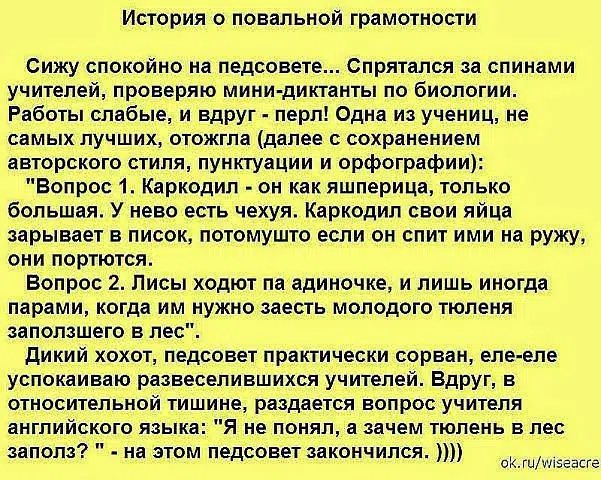 История о повальной грамотности
Сижу спокойно на педсовете... Спрятался за спинами
учителей, проверяю мини-диктанты по биологии.
Работы слабые, и вдруг - перл! Одна из учениц, не
самых лучших, отожгла (далее с сохранением
авторского стиля, пунктуации и орфографии):
"Вопрос 1. Каркодил - он как яшперица, только
большая. У нево есть чехуя. Каркодил свои яйца
зарывает в писок, потомушто если он спит ими на ружу,
они портются.
Вопрос 2. Лисы ходют па адиночке, и лишь иногда
парами, когда им нужно заесть молодого тюленя
заползшего в лес".
Дикий хохот, педсовет практически сорван, еле-еле
успокаиваю развеселившихся учителей. Вдруг, в
относительной тишине, раздается вопрос учителя
английского языка: "Я не понял, а зачем тюлень в лес
заполз? " - на этом педсовет закончился. ))))
ok.ru/wiseacre